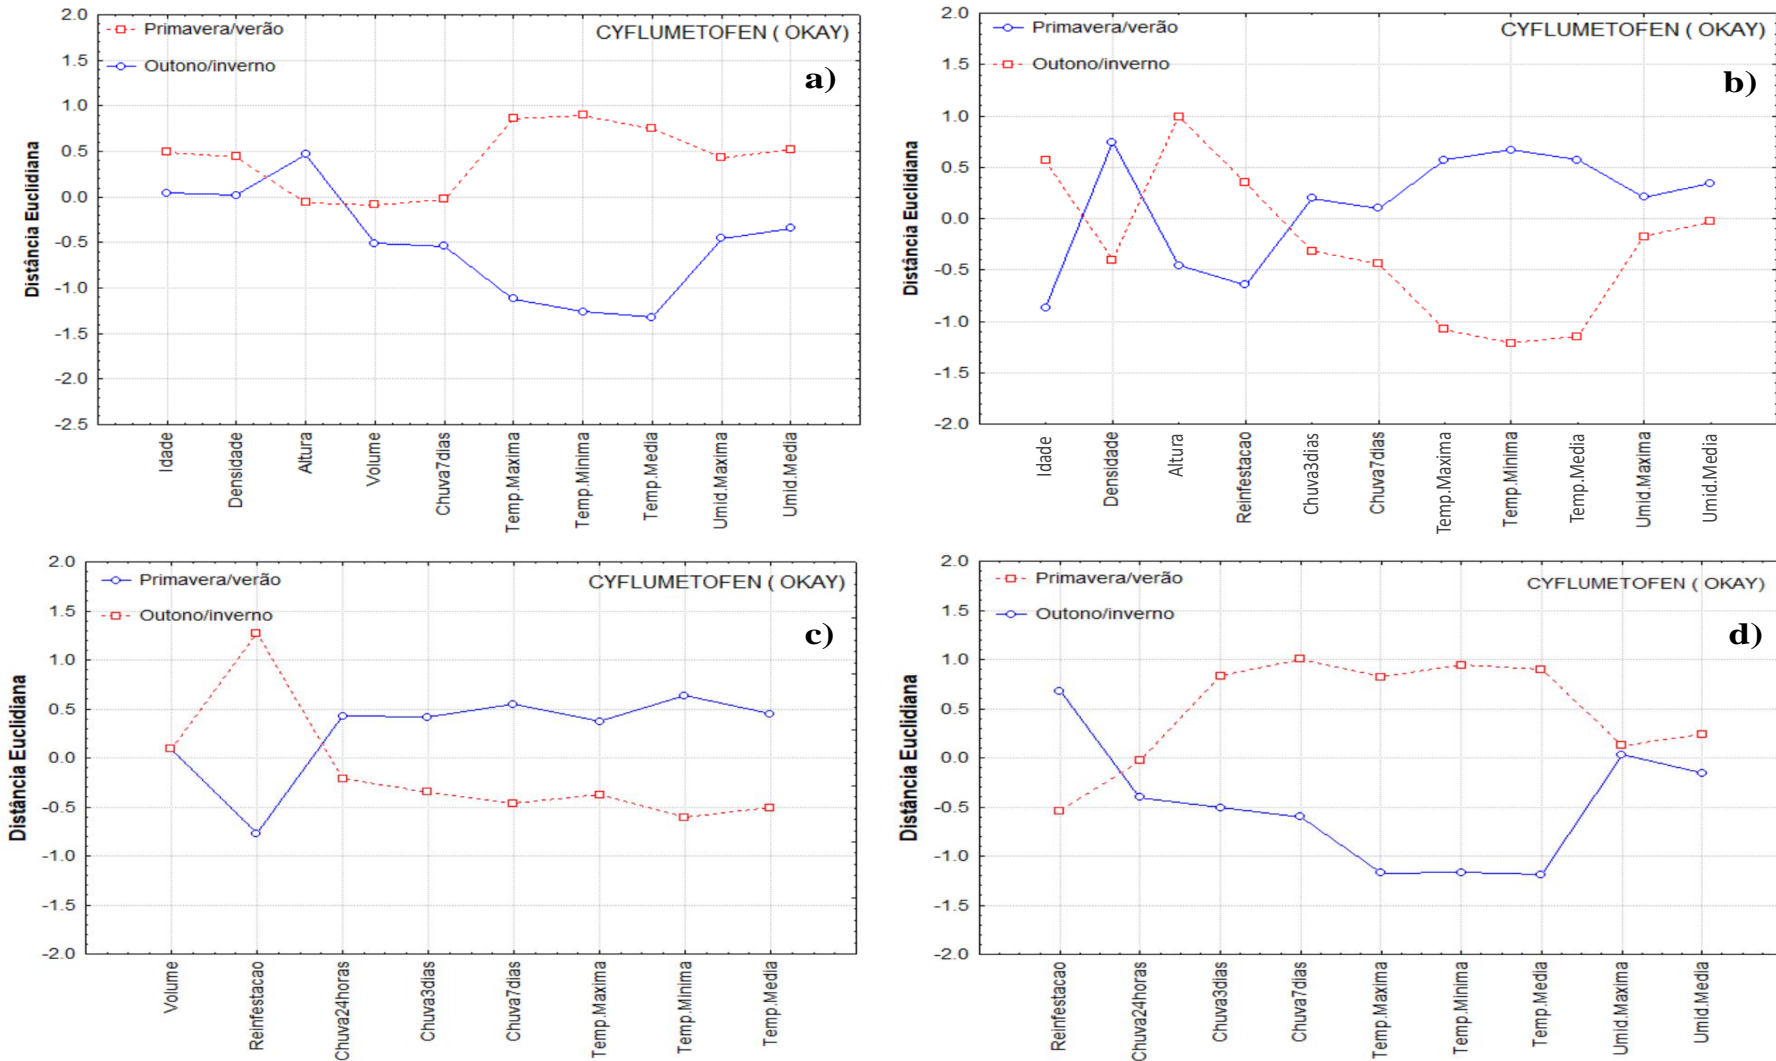 2.0
1.5
1.0
0.5
0.0
-0.5
-1.0
-1.5
-2.0
-2.5
Distância Euclidiana
Primavera/verão
Outono/inverno
CYFLUMETOFEN ( OKAY)
a)
Idade
Densidade
Altura
Volume
Chuva7dias
Temp.Maxima
Temp.Minima
Temp.Media
Umid.Maxima
Umid.Media
2.0
1.5
1.0
0.5
0.0
-0.5
-1.0
-1.5
-2.0
Distância Euclidiana
Primavera/verão
Outono/inverno
CYFLUMETOFEN ( OKAY)
b)
Idade
Densidade
Altura
Reinfestacao
Chuva3dias
Chuva7dias
Temp.Maxima
Temp.Minima
Temp.Media
Umid.Maxima
Umid.Media
2.0
1.5
1.0
0.5
0.0
-0.5
-1.0
-1.5
-2.0
Distância Euclidiana
Primavera/verão
Outono/inverno
CYFLUMETOFEN ( OKAY)
c)
Volume
Reinfestacao
Chuva24horas
Chuva3dias
Chuva7dias
Temp.Maxima
Temp.Minima
Temp.Media
2.0
1.5
1.0
0.5
0.0
-0.5
-1.0
-1.5
-2.0
Distância Euclidiana
Primavera/verão
Outono/inverno
CYFLUMETOFEN ( OKAY)
d)
Reinfestacao
Chuva24horas
Chuva3dias
Chuva7dias
Temp.Maxima
Temp.Minima
Temp.Media
Umid.Maxima
Umid.Media